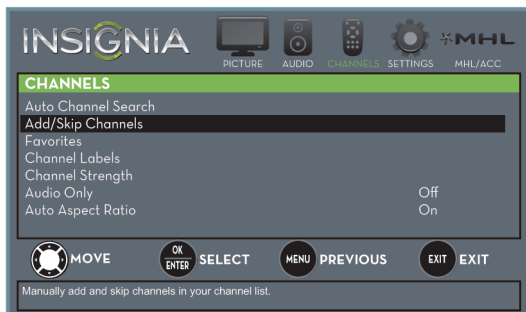 INSIGNIA
PICTURE AUDIO CHANNELS SETTINGS MHL MHL/ACC
CHANNELS
Auto Channel Search
Add/Skip Channels
Favorites
Channel Labels
Channel Strength
Audio Only Off
Auto Aspect Ratio On
MOVE OK ENTER SELECT MENU PREVIOUS EXIT EXIT
Manually add and skip channels in your channel list.